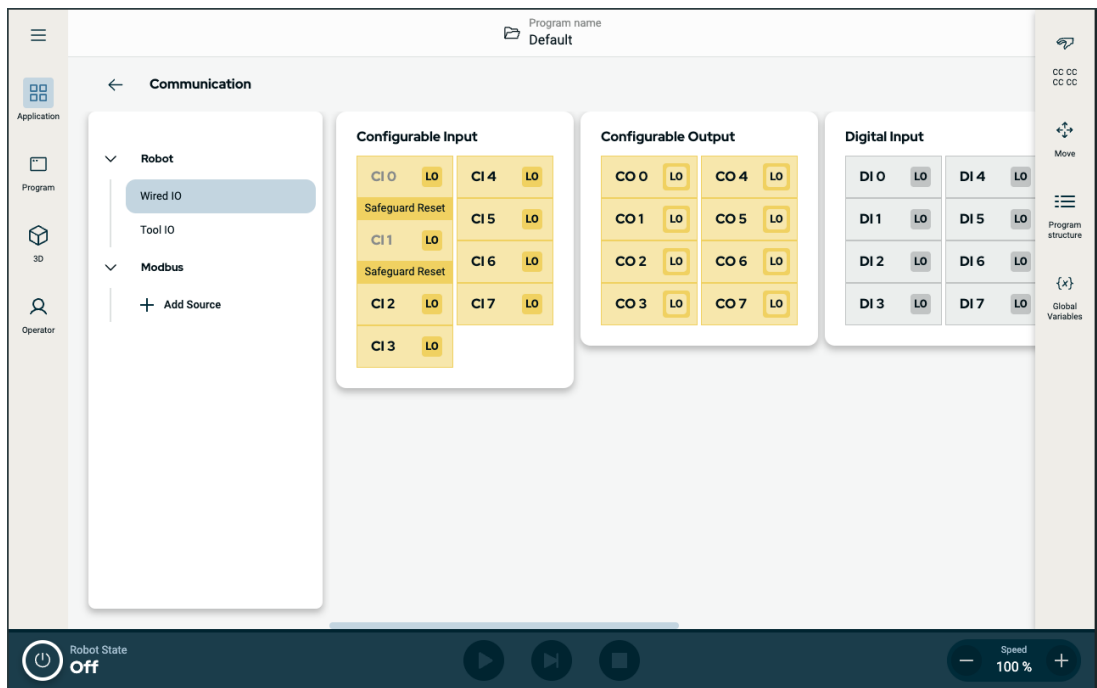 Program name
Default
Application
Program
3D
Operator
Communication
Robot
Wired IO
Tool IO
Modbus
Add Source
Configurable Input
CI 0 LO CI 4 LO
Safeguard Reset
CI 5 LO
CI 1 LO
CI 6 LO
Safeguard Reset
CI 2 LO CI 7 LO
CI 3 LO
Configurable Output
CO 0 LO CO 4 LO
CO 1 LO CO 5 LO
CO 2 LO CO 6 LO
CO 3 LO CO 7 LO
Digital Input
DI 0 LO DI 4 LO
DI 1 LO DI 5 LO
DI 2 LO DI 6 LO
DI 3 LO DI 7 LO
CC CC
CC CC
Move
Program
structure
{x}
Global
Variables
Robot State
Off
Speed
100 %